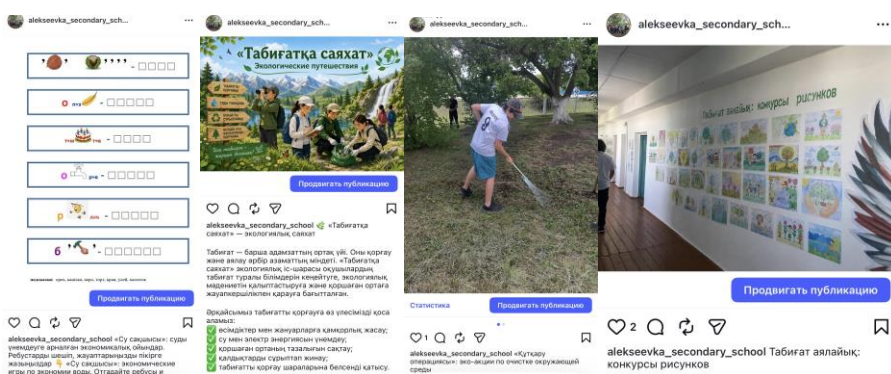 alekseevka_secondary_sch...
Продвигать публикацию
alekseevka_secondary_school «Су сақшысы»: суды
үнемдеуге арналған экономикалық ойындар.
Ребустарды шешіп, жауаптарыңызды пікірге
жазыңыздар 👇 «Су сақшысы»: экономические
игры по экономии воды. Отгадайте ребусы и
alekseevka_secondary_sch...
«Табиғатқа саяхат»
Экологические путешествия
Продвигать публикацию
alekseevka_secondary_school 🌿 «Табиғатқа
саяхат» — экологиялық саяхат
Табиғат — барша адамзаттың ортақ үйі. Оны қорғау
және аялау әрбір азаматтың міндеті. «Табиғатқа
саяхат» экологиялық іс-шарасы оқушылардың
табиғат туралы білімдерін кеңейтуге, экологиялық
мәдениетін қалыптастыруға және қоршаған ортаға
жауапкершілікпен қарауға бағытталған.
Әрқайсымыз табиғатты қорғауға өз үлесімізді қоса
аламыз:
✅ өсімдіктер мен жануарларға қамқорлық жасау;
✅ су мен электр энергиясын үнемдеу;
✅ қоршаған ортаның тазалығын сақтау;
✅ қалдықтарды сұрыптап жинау;
✅ табиғатты қорғау шараларына белсенді қатысу.
alekseevka_secondary_sch...
8
Статистика
Продвигать публикацию
1
alekseevka_secondary_school «Құтқару
операциясы»: эко-акции по очистке окружающей
среды
alekseevka_secondary_sch...
Табиғат аялайық: конкурсы рисунков
Продвигать публикацию
2
alekseevka_secondary_school Табиғат аялайық:
конкурсы рисунков